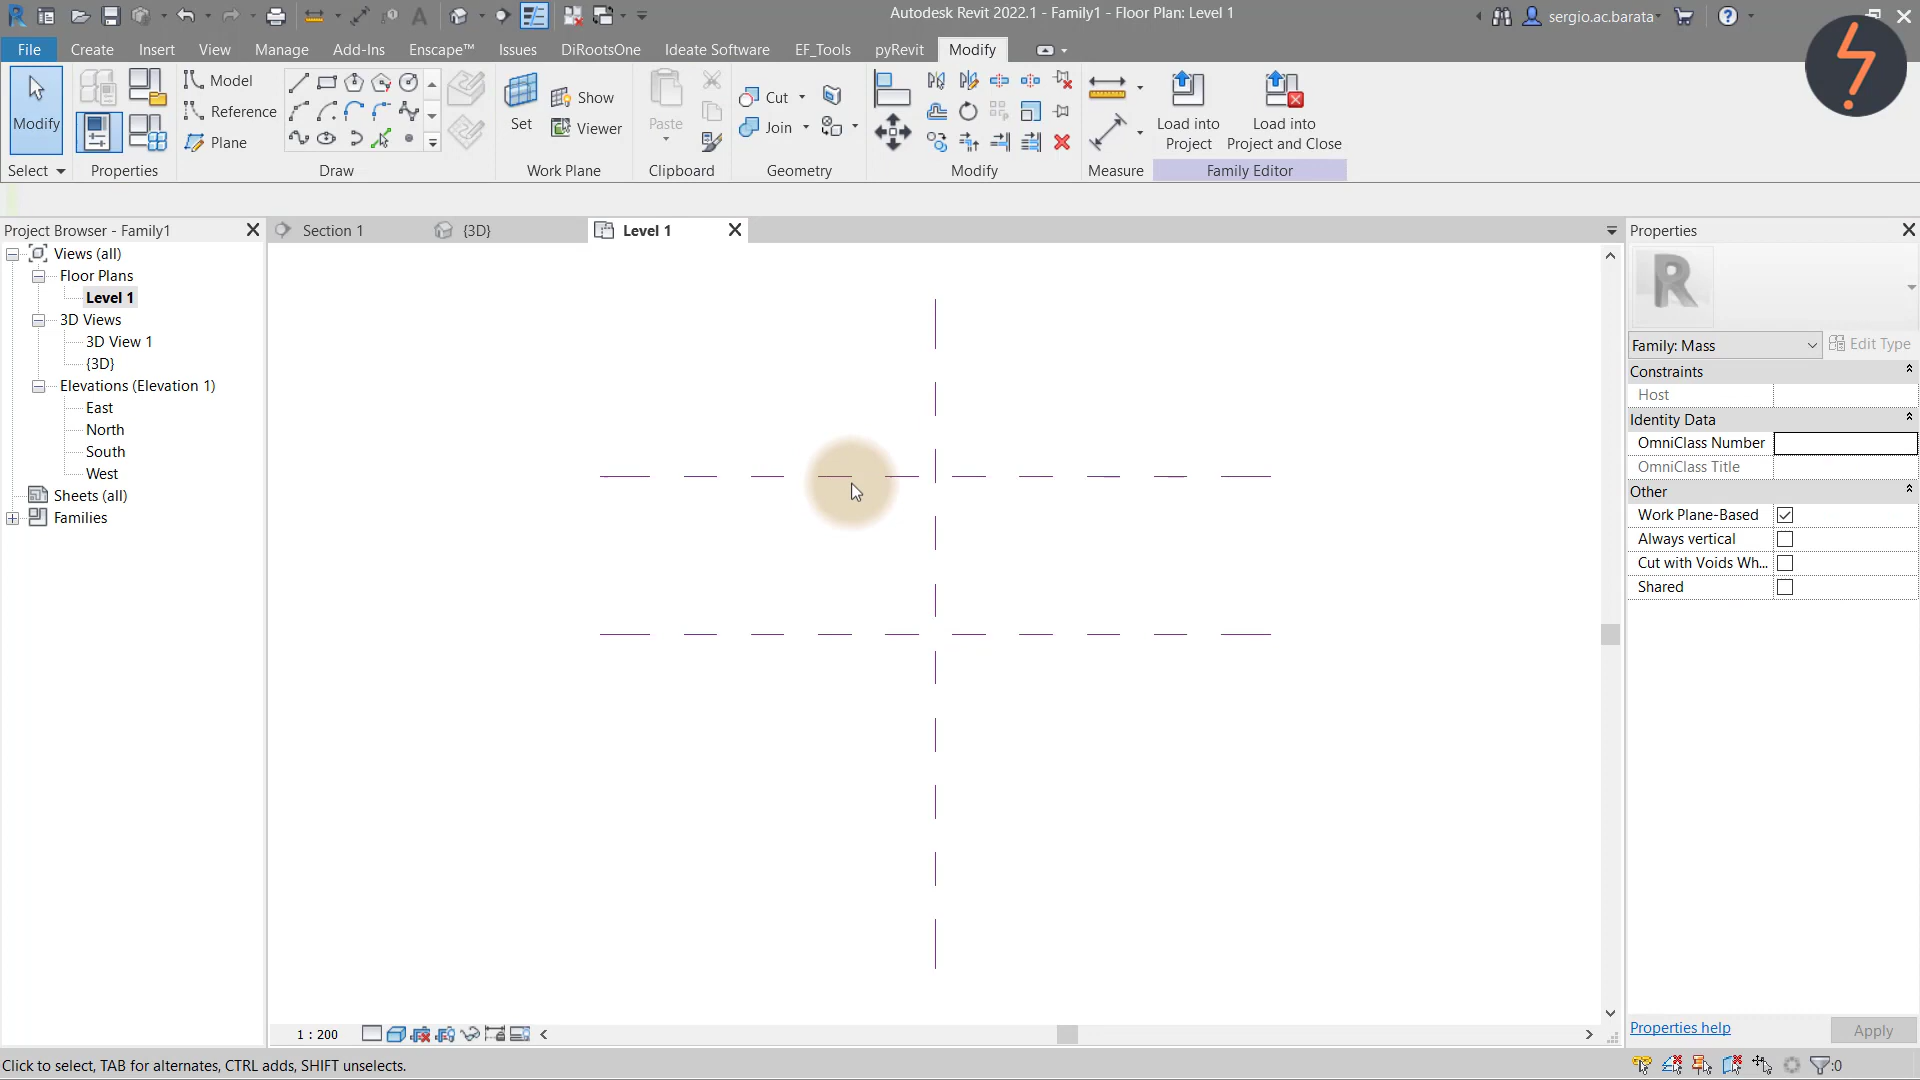 Autodesk Revit 2022.1 - Family1 - Floor Plan: Level 1
sergio.ac.barata
File Create Insert View Manage Add-Ins Enscape™ Issues DiRootsOne Ideate Software EF_Tools pyRevit Modify
Modify
Model
Reference
Plane
Set
Show
Viewer
Paste
Cut
Join
Load into
Project
Load into
Project and Close
Select Properties Draw Work Plane Clipboard Geometry Modify Measure Family Editor
Project Browser - Family1
Views (all)
Floor Plans
Level 1
3D Views
3D View 1
{3D}
Elevations (Elevation 1)
East
North
South
West
Sheets (all)
Families
Section 1 {3D} Level 1
Properties
Family: Mass Edit Type
Constraints
Host
Identity Data
OmniClass Number
OmniClass Title
Other
Work Plane-Based
Always vertical
Cut with Voids Wh...
Shared
Properties help Apply
1 : 200
Click to select, TAB for alternates, CTRL adds, SHIFT unselects.
:0